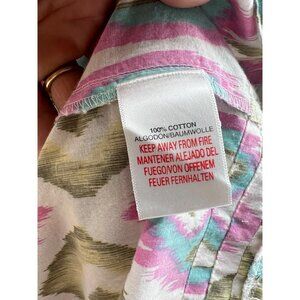 100% COTTON
ALGODON/BAUMWOLLE
KEEP AWAY FROM FIRE
MANTENER ALEJADO DEL
FUEGO/VON OFFENEM
FEUER FERNHALTEN